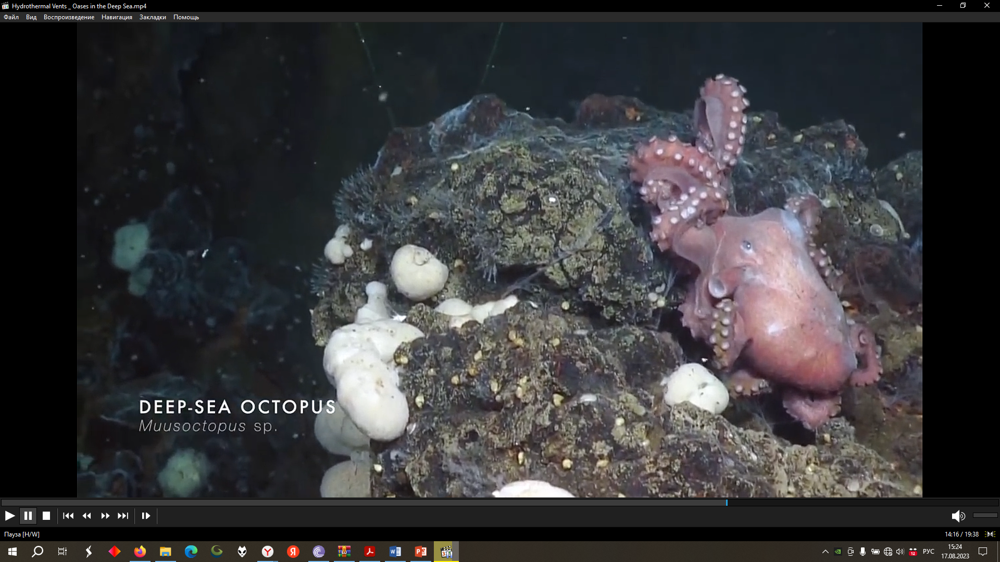 Hydrothermal Vents _ Oases in the Deep Sea.mp4
Файл Вид Воспроизведение Навигация Закладки Помощь
DEEP-SEA OCTOPUS
Muusoctopus sp.
Пауза [H/W]
14:16 / 19:38
РУС
15:24
17.08.2023
12